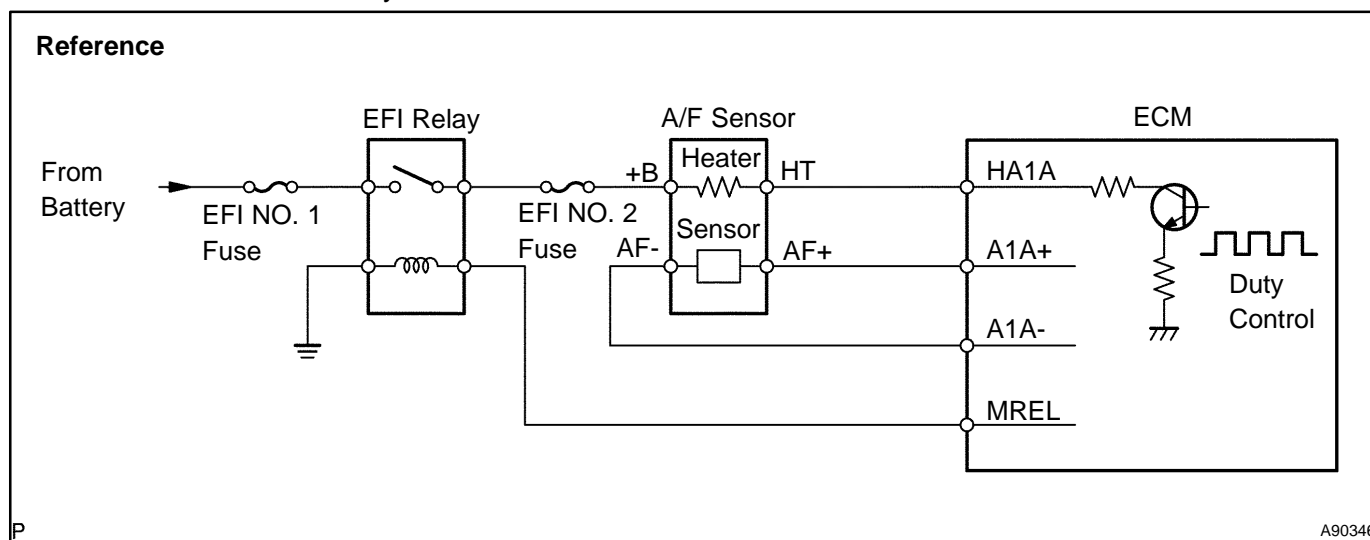 Reference
EFI Relay
A/F Sensor
ECM
From
Battery
EFI NO. 1
Fuse
EFI NO. 2
Fuse
+B
Heater
HT
HA1A
Sensor
AF-
AF+
A1A+
A1A-
MREL
Duty
Control
P
A90346